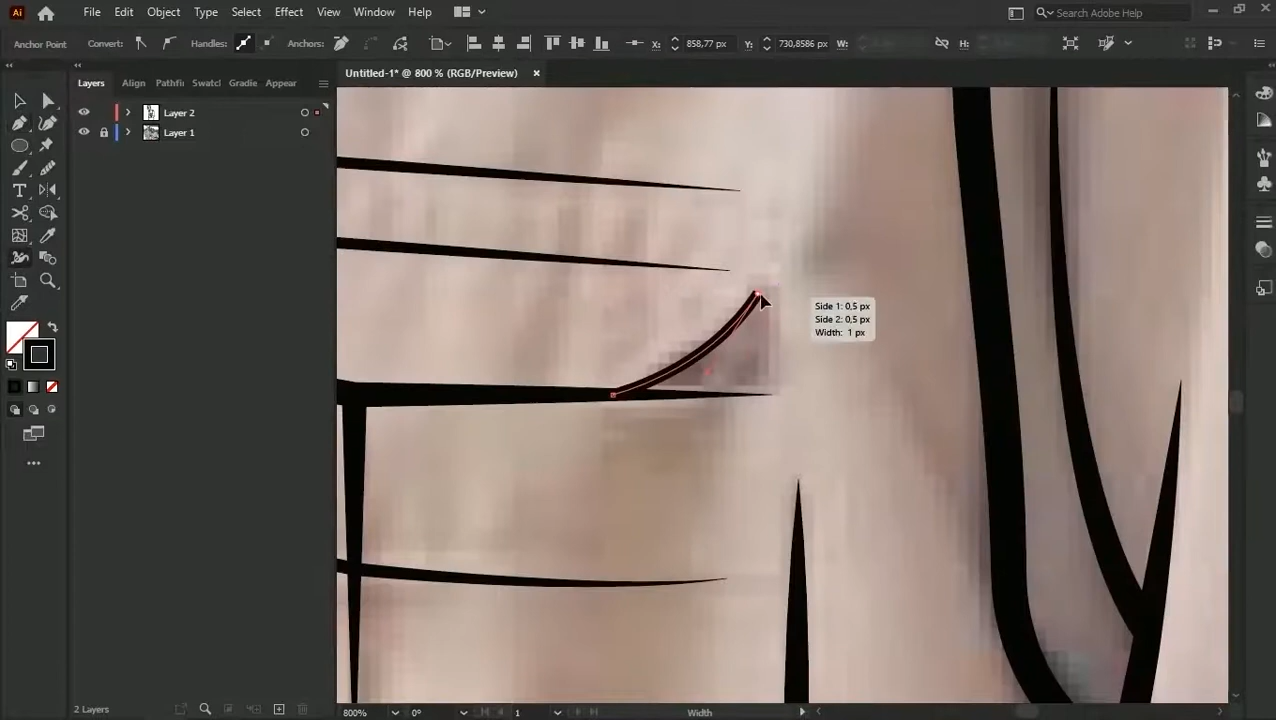 Ai File Edit Object Type Select Effect View Window Help Search Adobe Help
Anchor Point Convert: Handles: Anchors: X: 858,77 px Y: 730,8586 px W: H:
Layers Align Pathfi Swatcl Gradie Appear
Untitled-1* @ 800 % (RGB/Preview)
Layer 2
Layer 1
Side 1: 0,5 px
Side 2: 0,5 px
Width: 1 px
2 Layers 800% 0° 1 Width